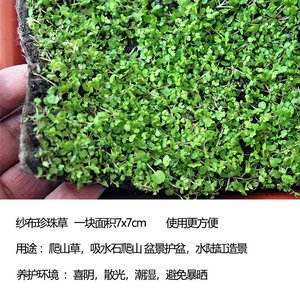 纱布珍珠草 一块面积7x7cm 使用更方便
用途：爬山草，吸水石爬山 盆景护盆，水陆缸造景
养护环境 ：喜阴，散光，潮湿，避免暴晒